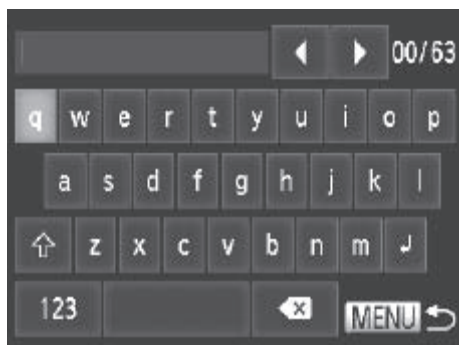 00/63
q w e r t y u i o p
a s d f g h j k l
z x c v b n m
123 MENU